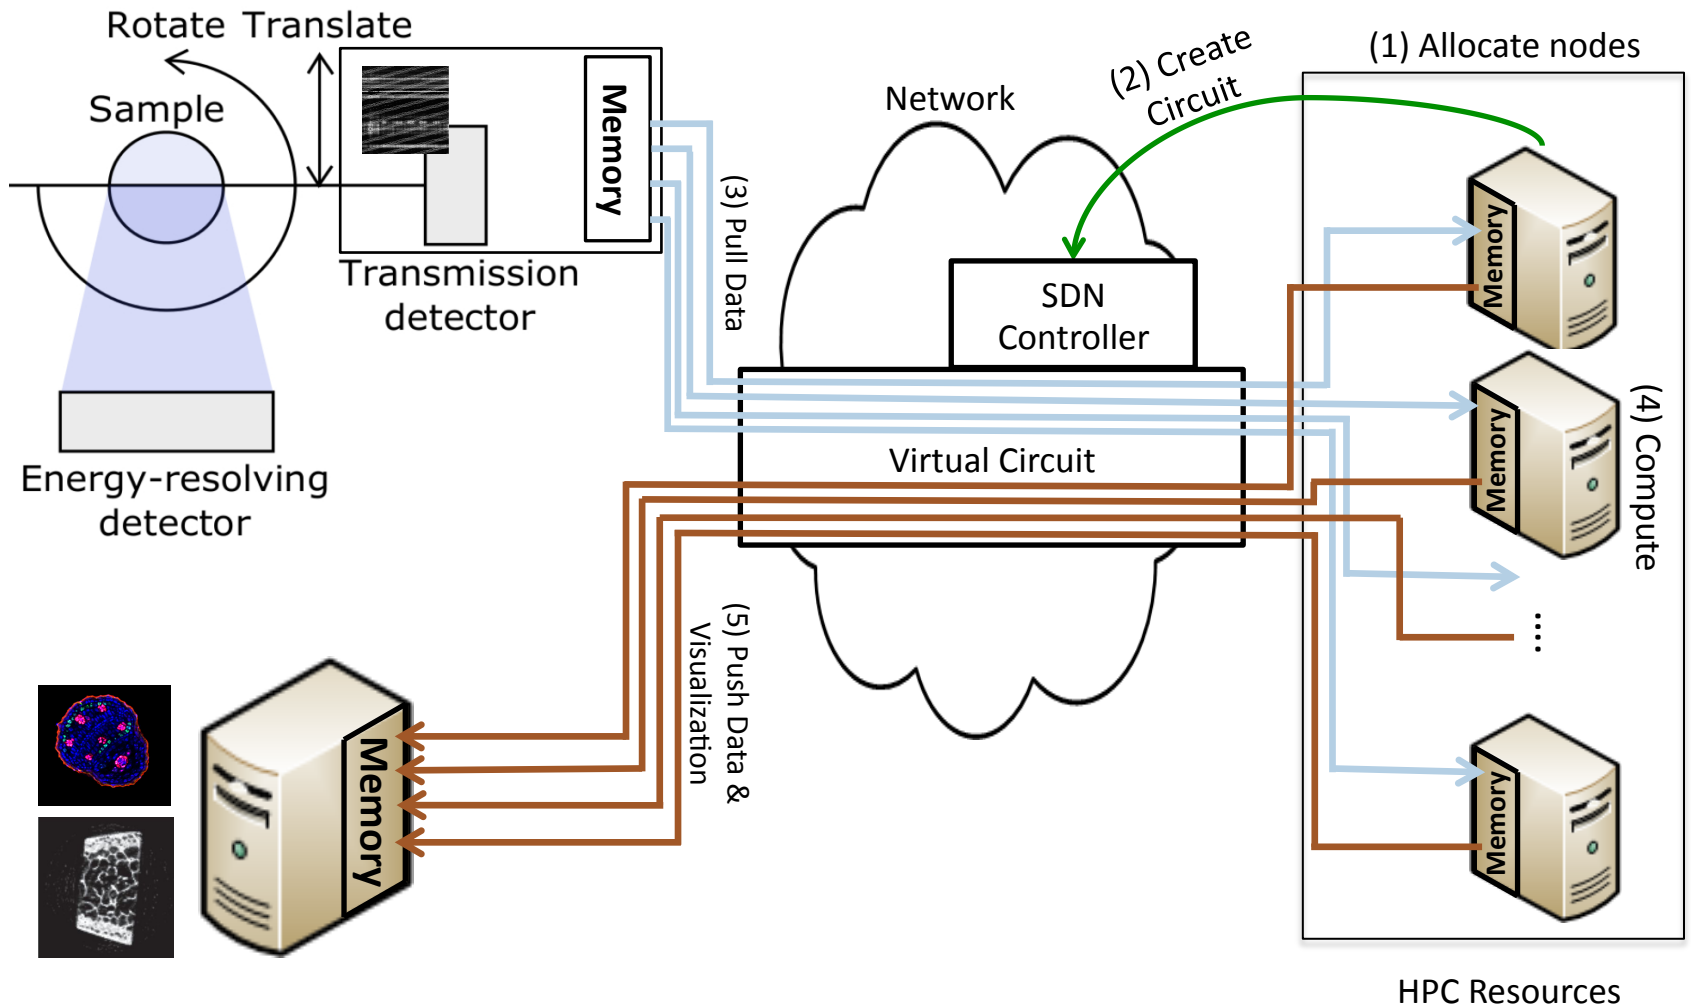 Rotate Translate
Sample
Memory
Transmission
detector
Energy-resolving
detector
(3) Pull Data
Network
(2) Create
Circuit
SDN
Controller
Virtual Circuit
(1) Allocate nodes
Memory
Memory
(4) Compute
....
Memory
HPC Resources
(5) Push Data &
Visualization
Memory